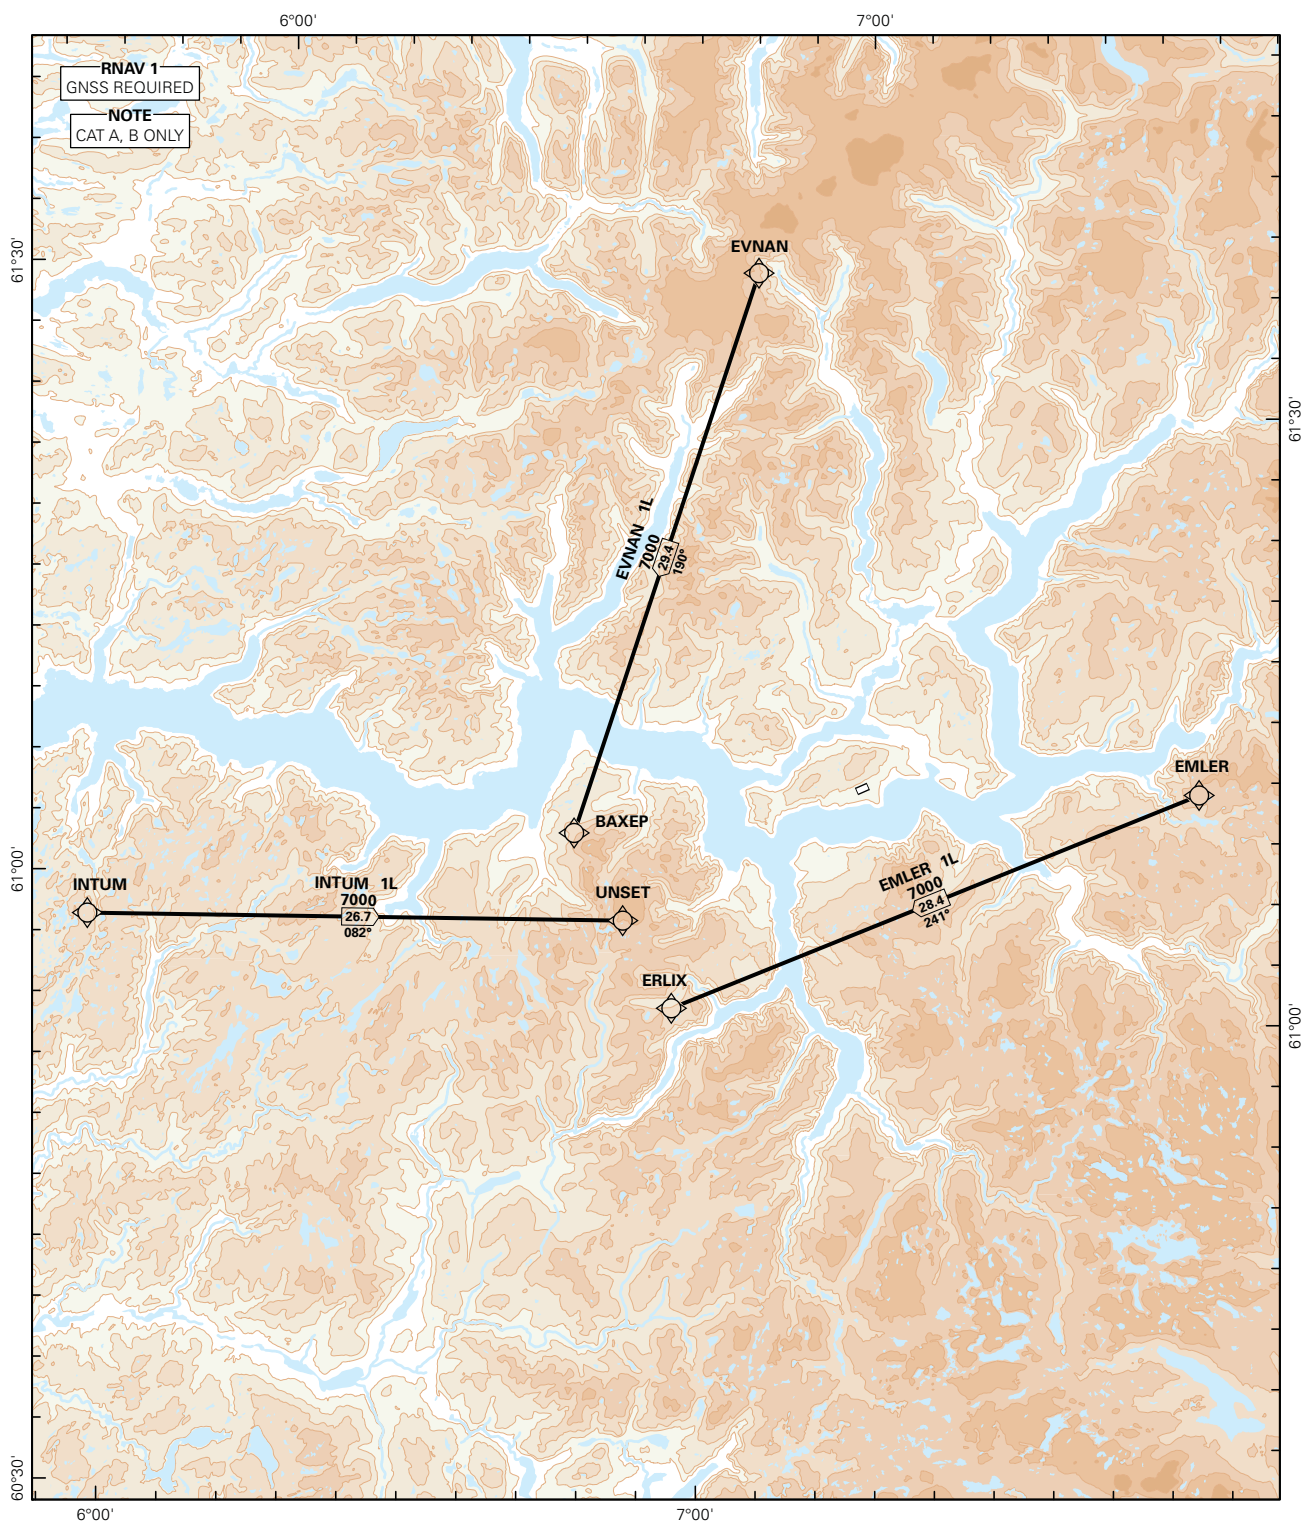 6°00'
7°00'
RNAV 1
GNSS REQUIRED
NOTE
CAT A, B ONLY
61°30'
EVNAN
61°30'
EVNAN 1L
7000
29.4
190°
EMLER
BAXEP
61°00'
INTUM
INTUM 1L
7000
26.7
082°
UNSET
EMLER 1L
7000
28.4
241°
ERLIX
61°00'
60°30'
6°00'
7°00'